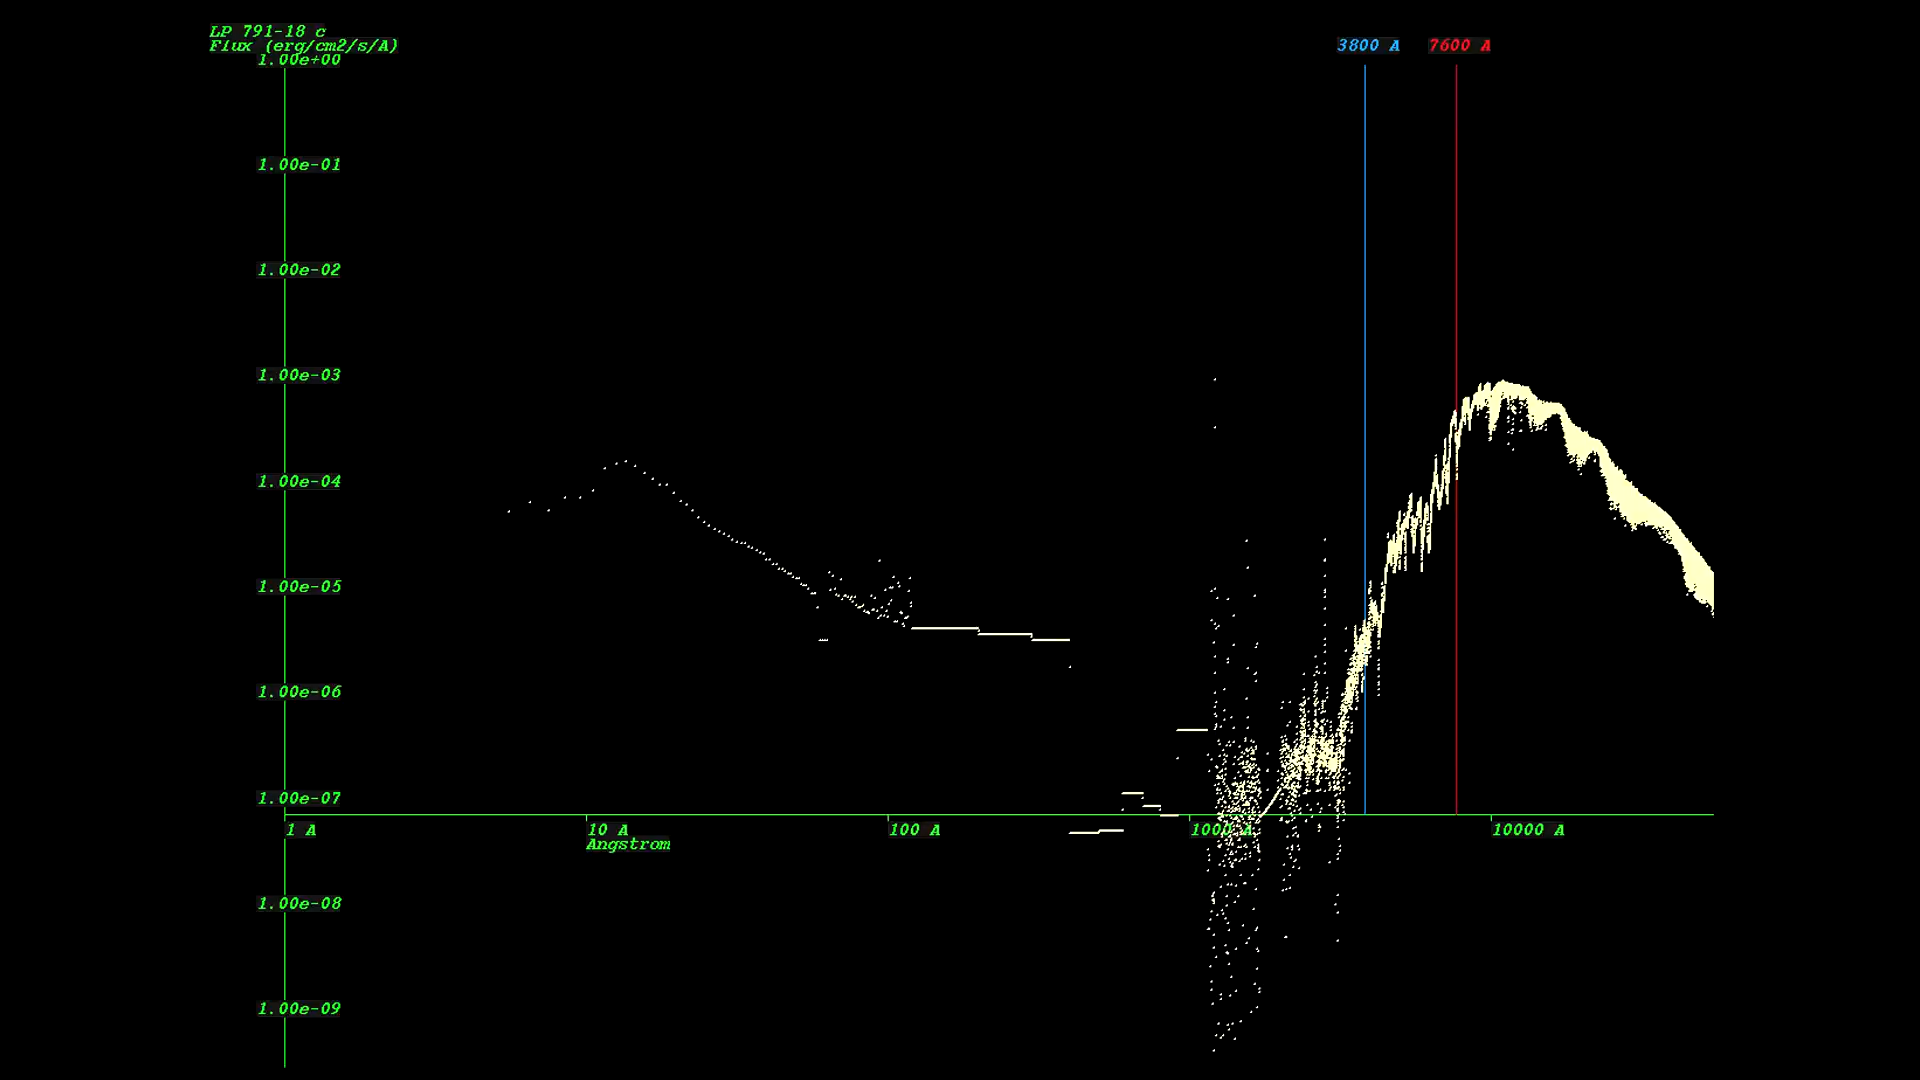 LP 791-18 c
Flux (erg/cm2/s/A)
3800 A
7600 A
1.00e+00
1.00e-01
1.00e-02
1.00e-03
1.00e-04
1.00e-05
1.00e-06
1.00e-07
1 A
10 A
100 A
1000 A
10000 A
Angstrom
1.00e-08
1.00e-09